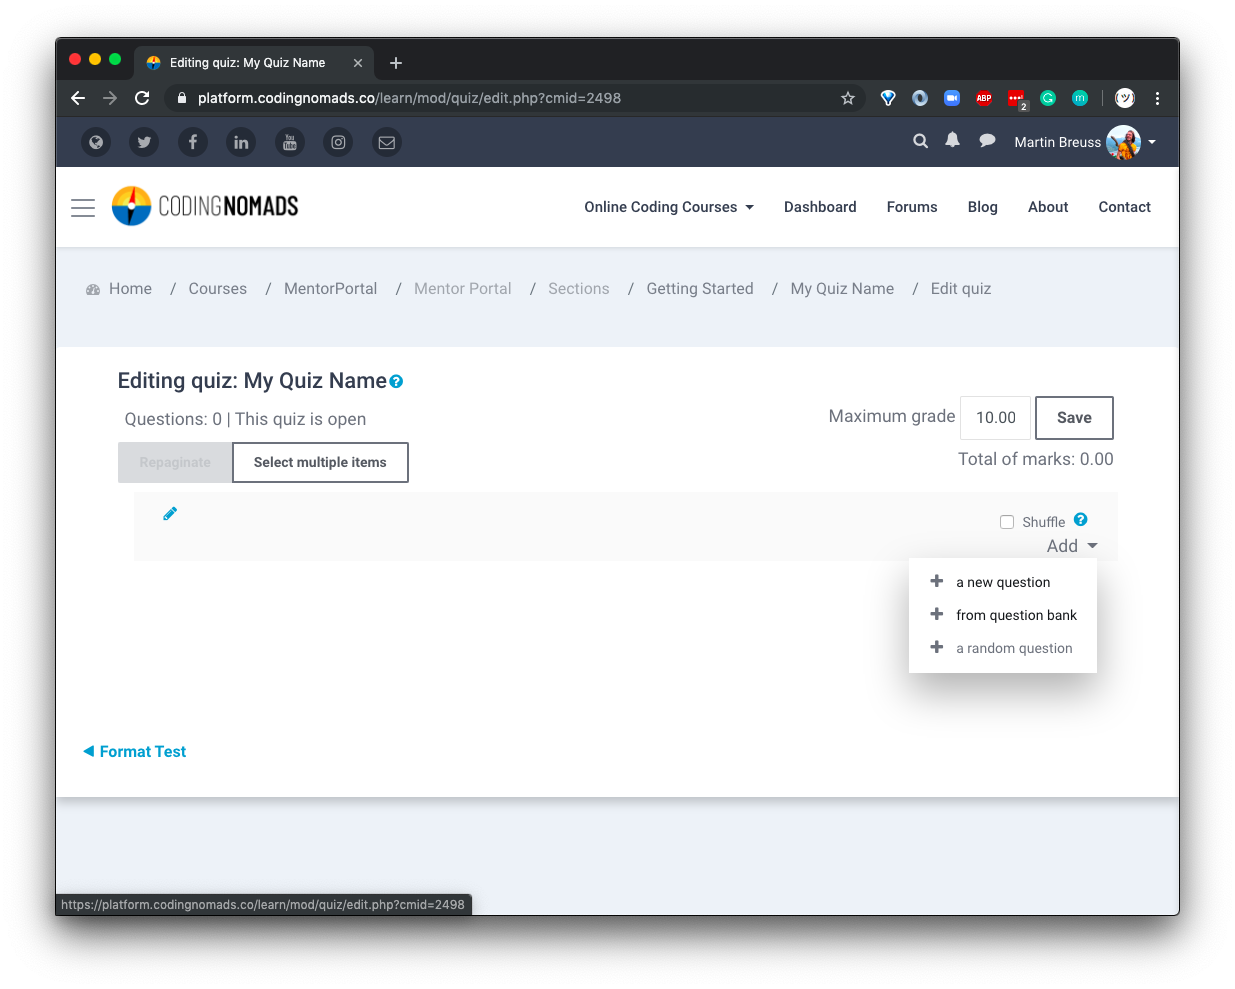 Editing quiz: My Quiz Name
platform.codingnomads.co/learn/mod/quiz/edit.php?cmid=2498
ABP
2
G
m
You
Tube
Martin Breuss
CODINGNOMADS
Online Coding Courses
Dashboard
Forums
Blog
About
Contact
Home / Courses / MentorPortal / Mentor Portal / Sections / Getting Started / My Quiz Name / Edit quiz
Editing quiz: My Quiz Name
Questions: 0 | This quiz is open
Maximum grade 10.00 Save
Repaginate Select multiple items
Total of marks: 0.00
Shuffle
Add
a new question
from question bank
a random question
Format Test
https://platform.codingnomads.co/learn/mod/quiz/edit.php?cmid=2498